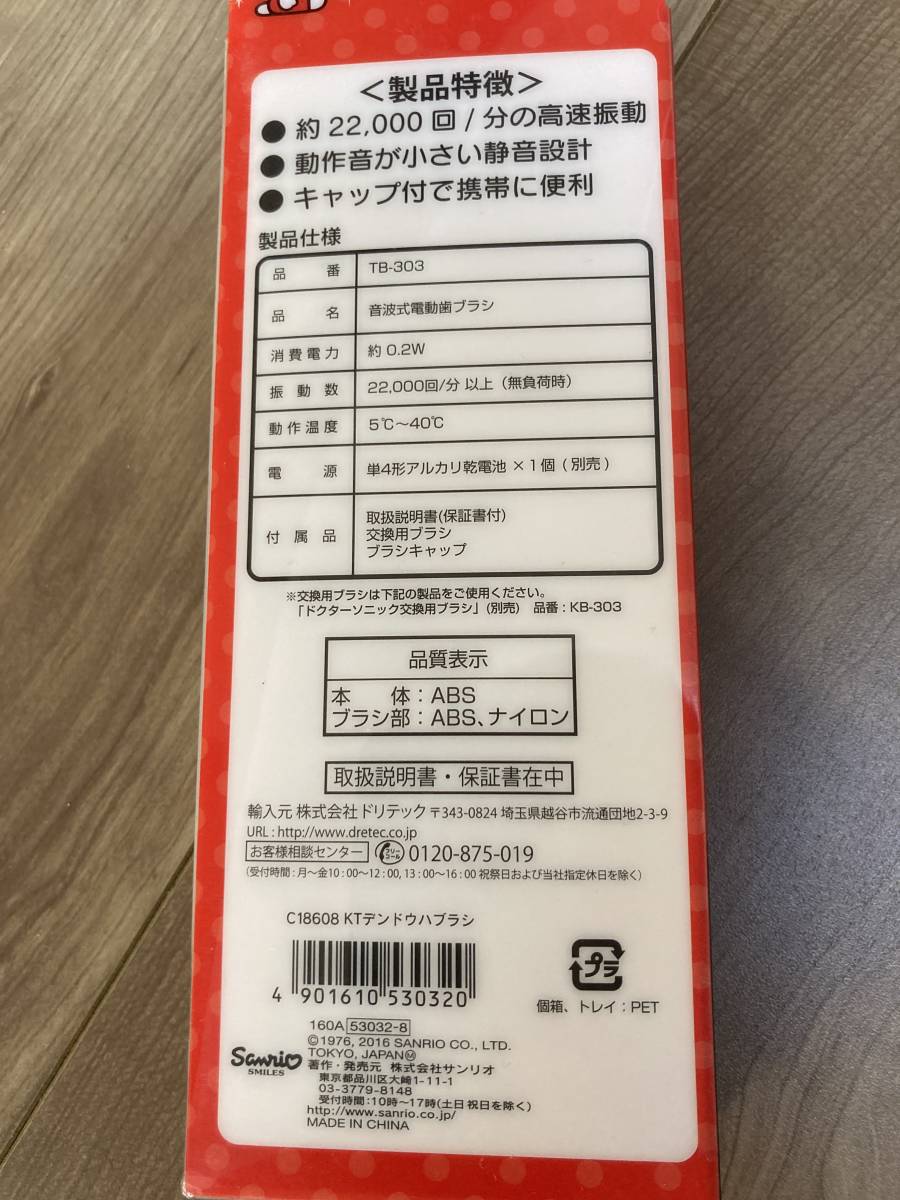 ＜製品特徴＞
● 約 22,000 回 / 分の高速振動
● 動作音が小さい静音設計
● キャップ付で携帯に便利
製品仕様
品番 TB-303
品名 音波式電動歯ブラシ
消費電力 約 0.2W
振動数 22,000回/分 以上（無負荷時）
動作温度 5℃～40℃
電源 単4形アルカリ乾電池 × 1 個（別売）
付属品 取扱説明書(保証書付)
交換用ブラシ
ブラシキャップ
※交換用ブラシは下記の製品をご使用ください。
「ドクターソニック交換用ブラシ」（別売） 品番：KB-303
品質表示
本 体：ABS
ブラシ部：ABS、ナイロン
取扱説明書・保証書在中
輸入元 株式会社ドリテック 〒343-0824 埼玉県越谷市流通団地2-3-9
URL : http://www.dretec.co.jp
お客様相談センター フリーコール 0120-875-019
（受付時間 : 月～金10 : 00～12 : 00, 13 : 00～16 : 00 祝祭日および当社指定休日を除く）
C18608 KTデンドウハブラシ
4 901610 530320
プラ
個箱、トレイ：PET
160A 53032-8
©1976, 2016 SANRIO CO., LTD.
TOKYO, JAPAN Ⓜ
Sanrio
SMILES
著作・発売元 株式会社サンリオ
東京都品川区大崎1-11-1
03-3779-8148
受付時間：10時～17時(土日祝日を除く)
http://www.sanrio.co.jp/
MADE IN CHINA